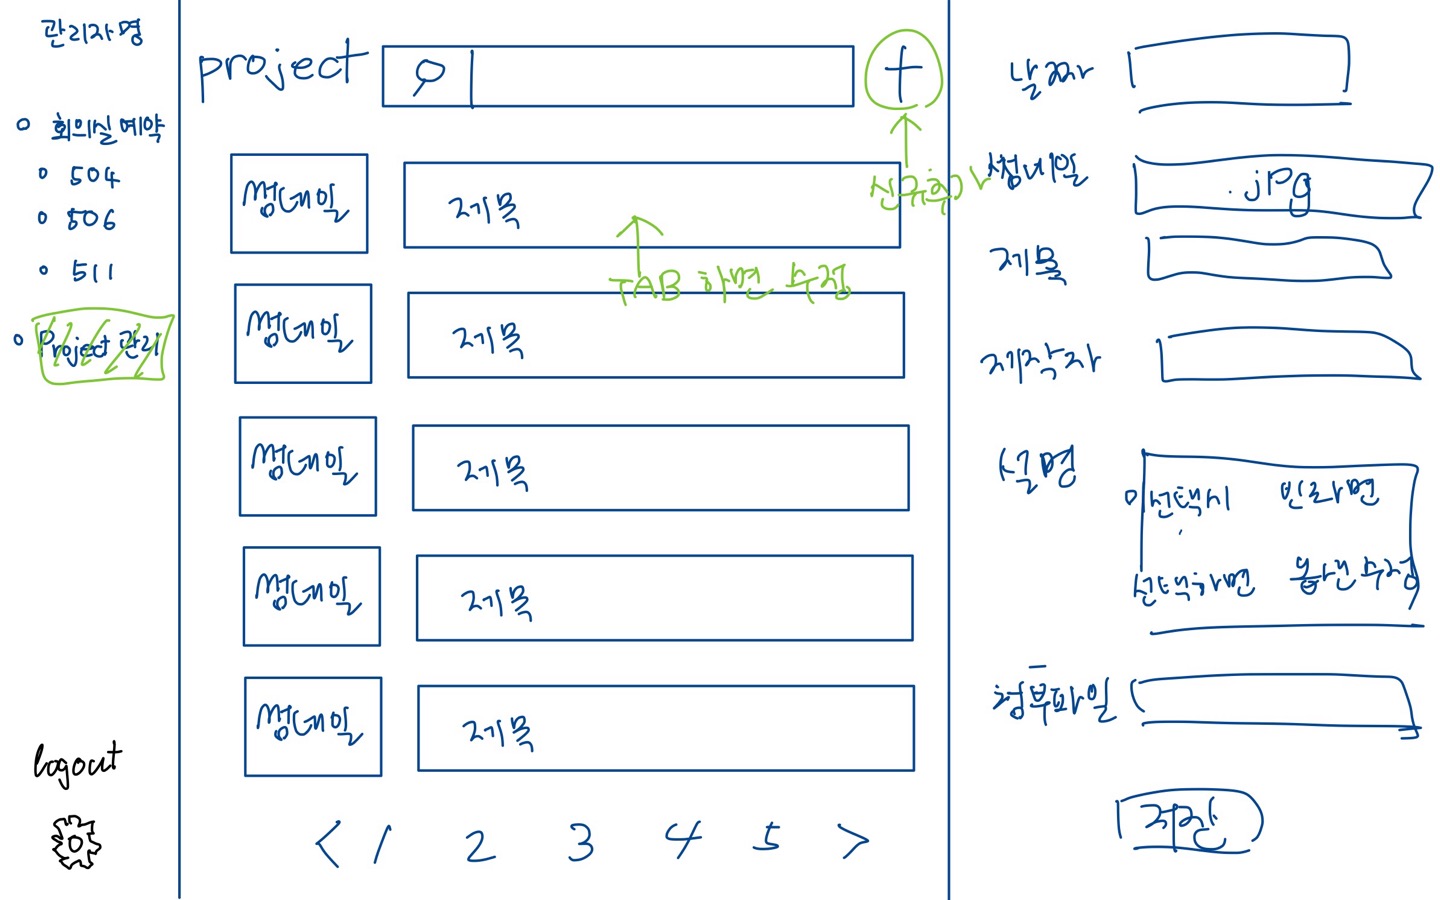 관리자명
회의실 예약
504
506
511
Project 관리
logout
project
+
신규추가
썸네일 제목
TAB 하면 수정
썸네일 제목
썸네일 제목
썸네일 제목
썸네일 제목
< 1 2 3 4 5 >
날짜
썸네일 .jpg
제목
제작자
설명
미선택시 빈화면
선택하면 불러낸 수정
첨부파일
저장